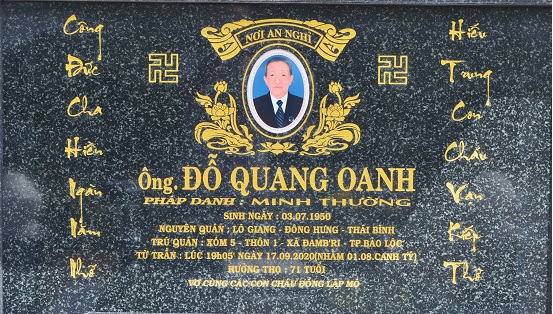 NƠI AN NGHỈ
Công
Đức
Cha
Hiền
Ngàn
Năm
Nhớ
Ông. ĐỖ QUANG OANH
PHÁP DANH : MINH THƯỜNG
SINH NGÀY : 03.07.1950
NGUYÊN QUÁN : LÔ GIANG - ĐÔNG HƯNG - THÁI BÌNH
TRÚ QUÁN : XÓM 5 - THÔN 1 - XÃ ĐAMB'RI - TP.BẢO LỘC
TỪ TRẦN : LÚC 19h05' NGÀY 17.09.2020(NHẰM 01.08.CANH TÝ)
HƯỞNG THỌ : 71 TUỔI
VỢ CÙNG CÁC CON CHÁU ĐỒNG LẬP MỘ
Hiếu
Trung
Con
Cháu
Vạn
Kiếp
Thờ